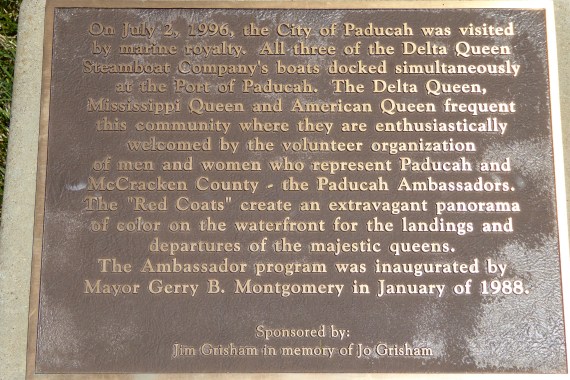 On July 2, 1996, the City of Paducah was visited
by marine royalty. All three of the Delta Queen
Steamboat Company's boats docked simultaneously
at the Port of Paducah. The Delta Queen,
Mississippi Queen and American Queen frequent
this community where they are enthusiastically
welcomed by the volunteer organization
of men and women who represent Paducah and
McCracken County - the Paducah Ambassadors.
The "Red Coats" create an extravagant panorama
of color on the waterfront for the landings and
departures of the majestic queens.
The Ambassador program was inaugurated by
Mayor Gerry B. Montgomery in January of 1988.
Sponsored by:
Jim Grisham in memory of Jo Grisham